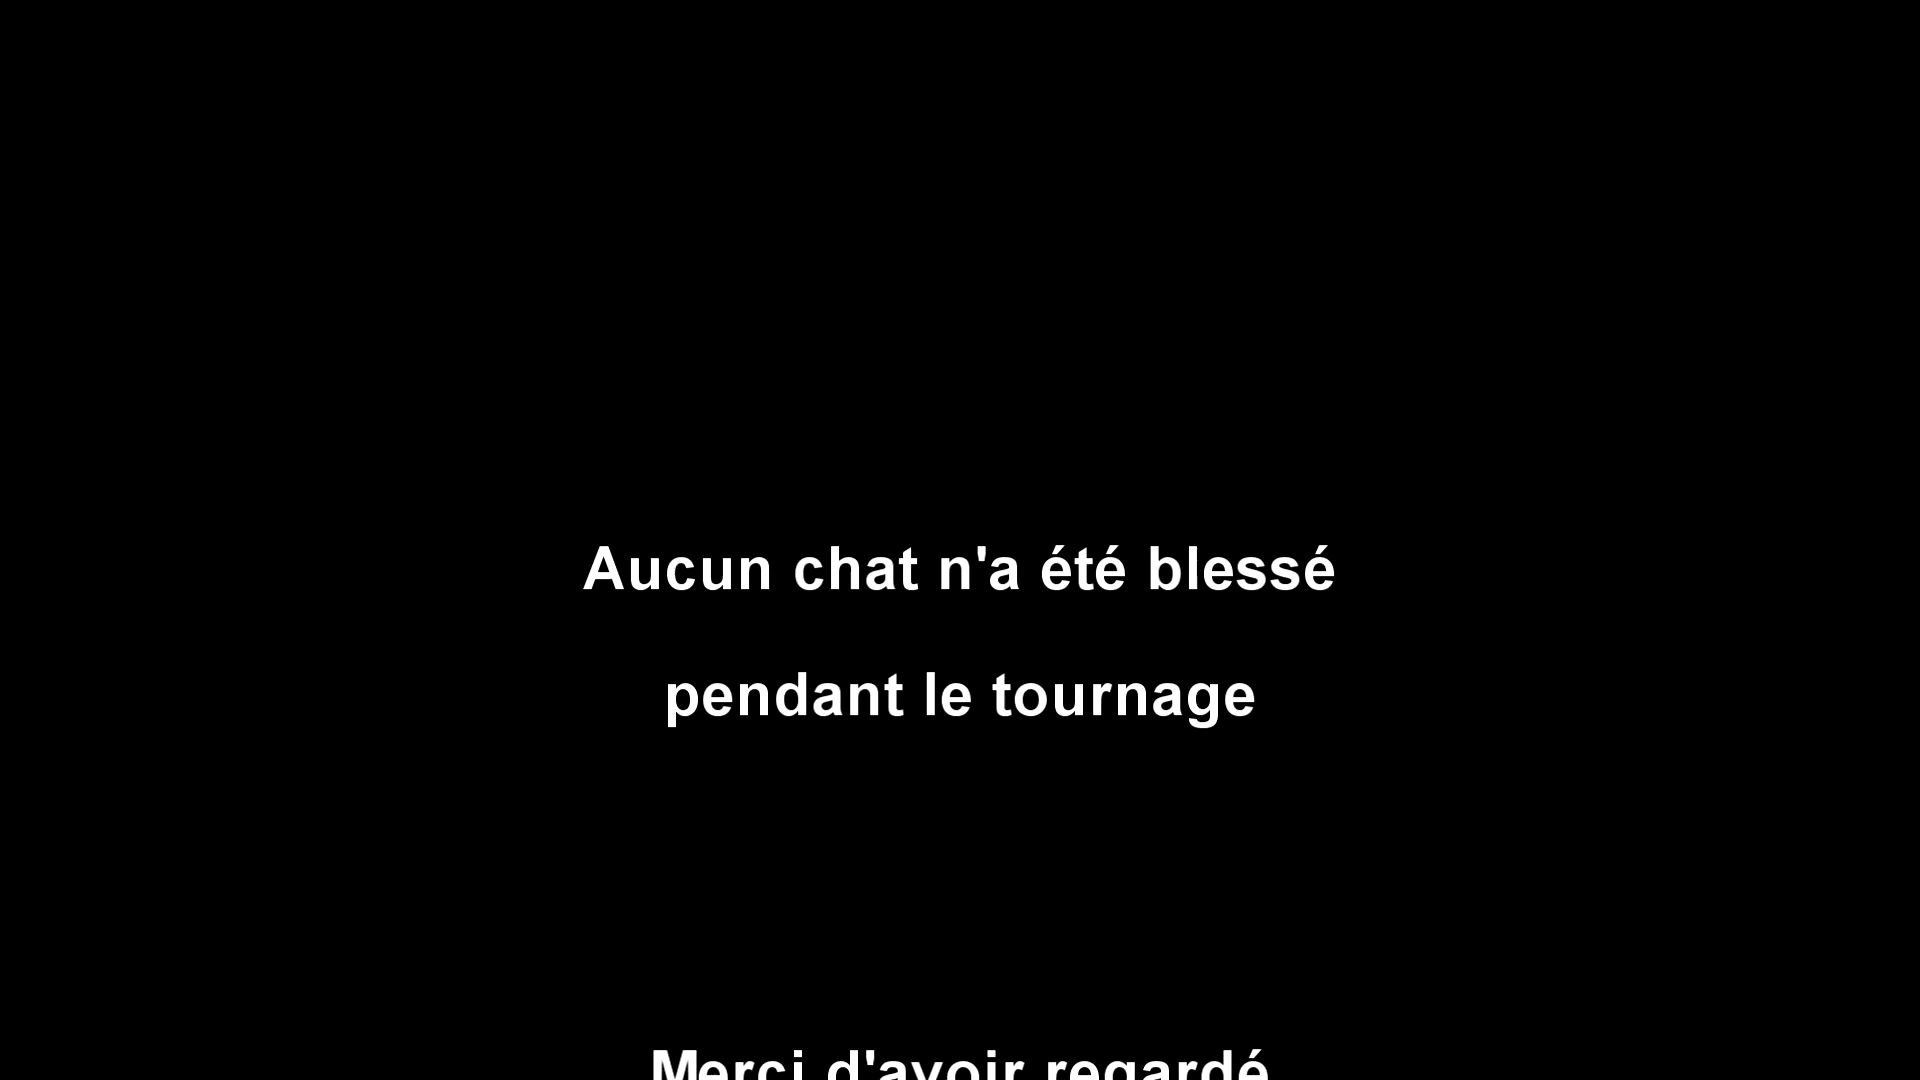 Aucun chat n'a été blessé
pendant le tournage
Merci d'avoir regardé